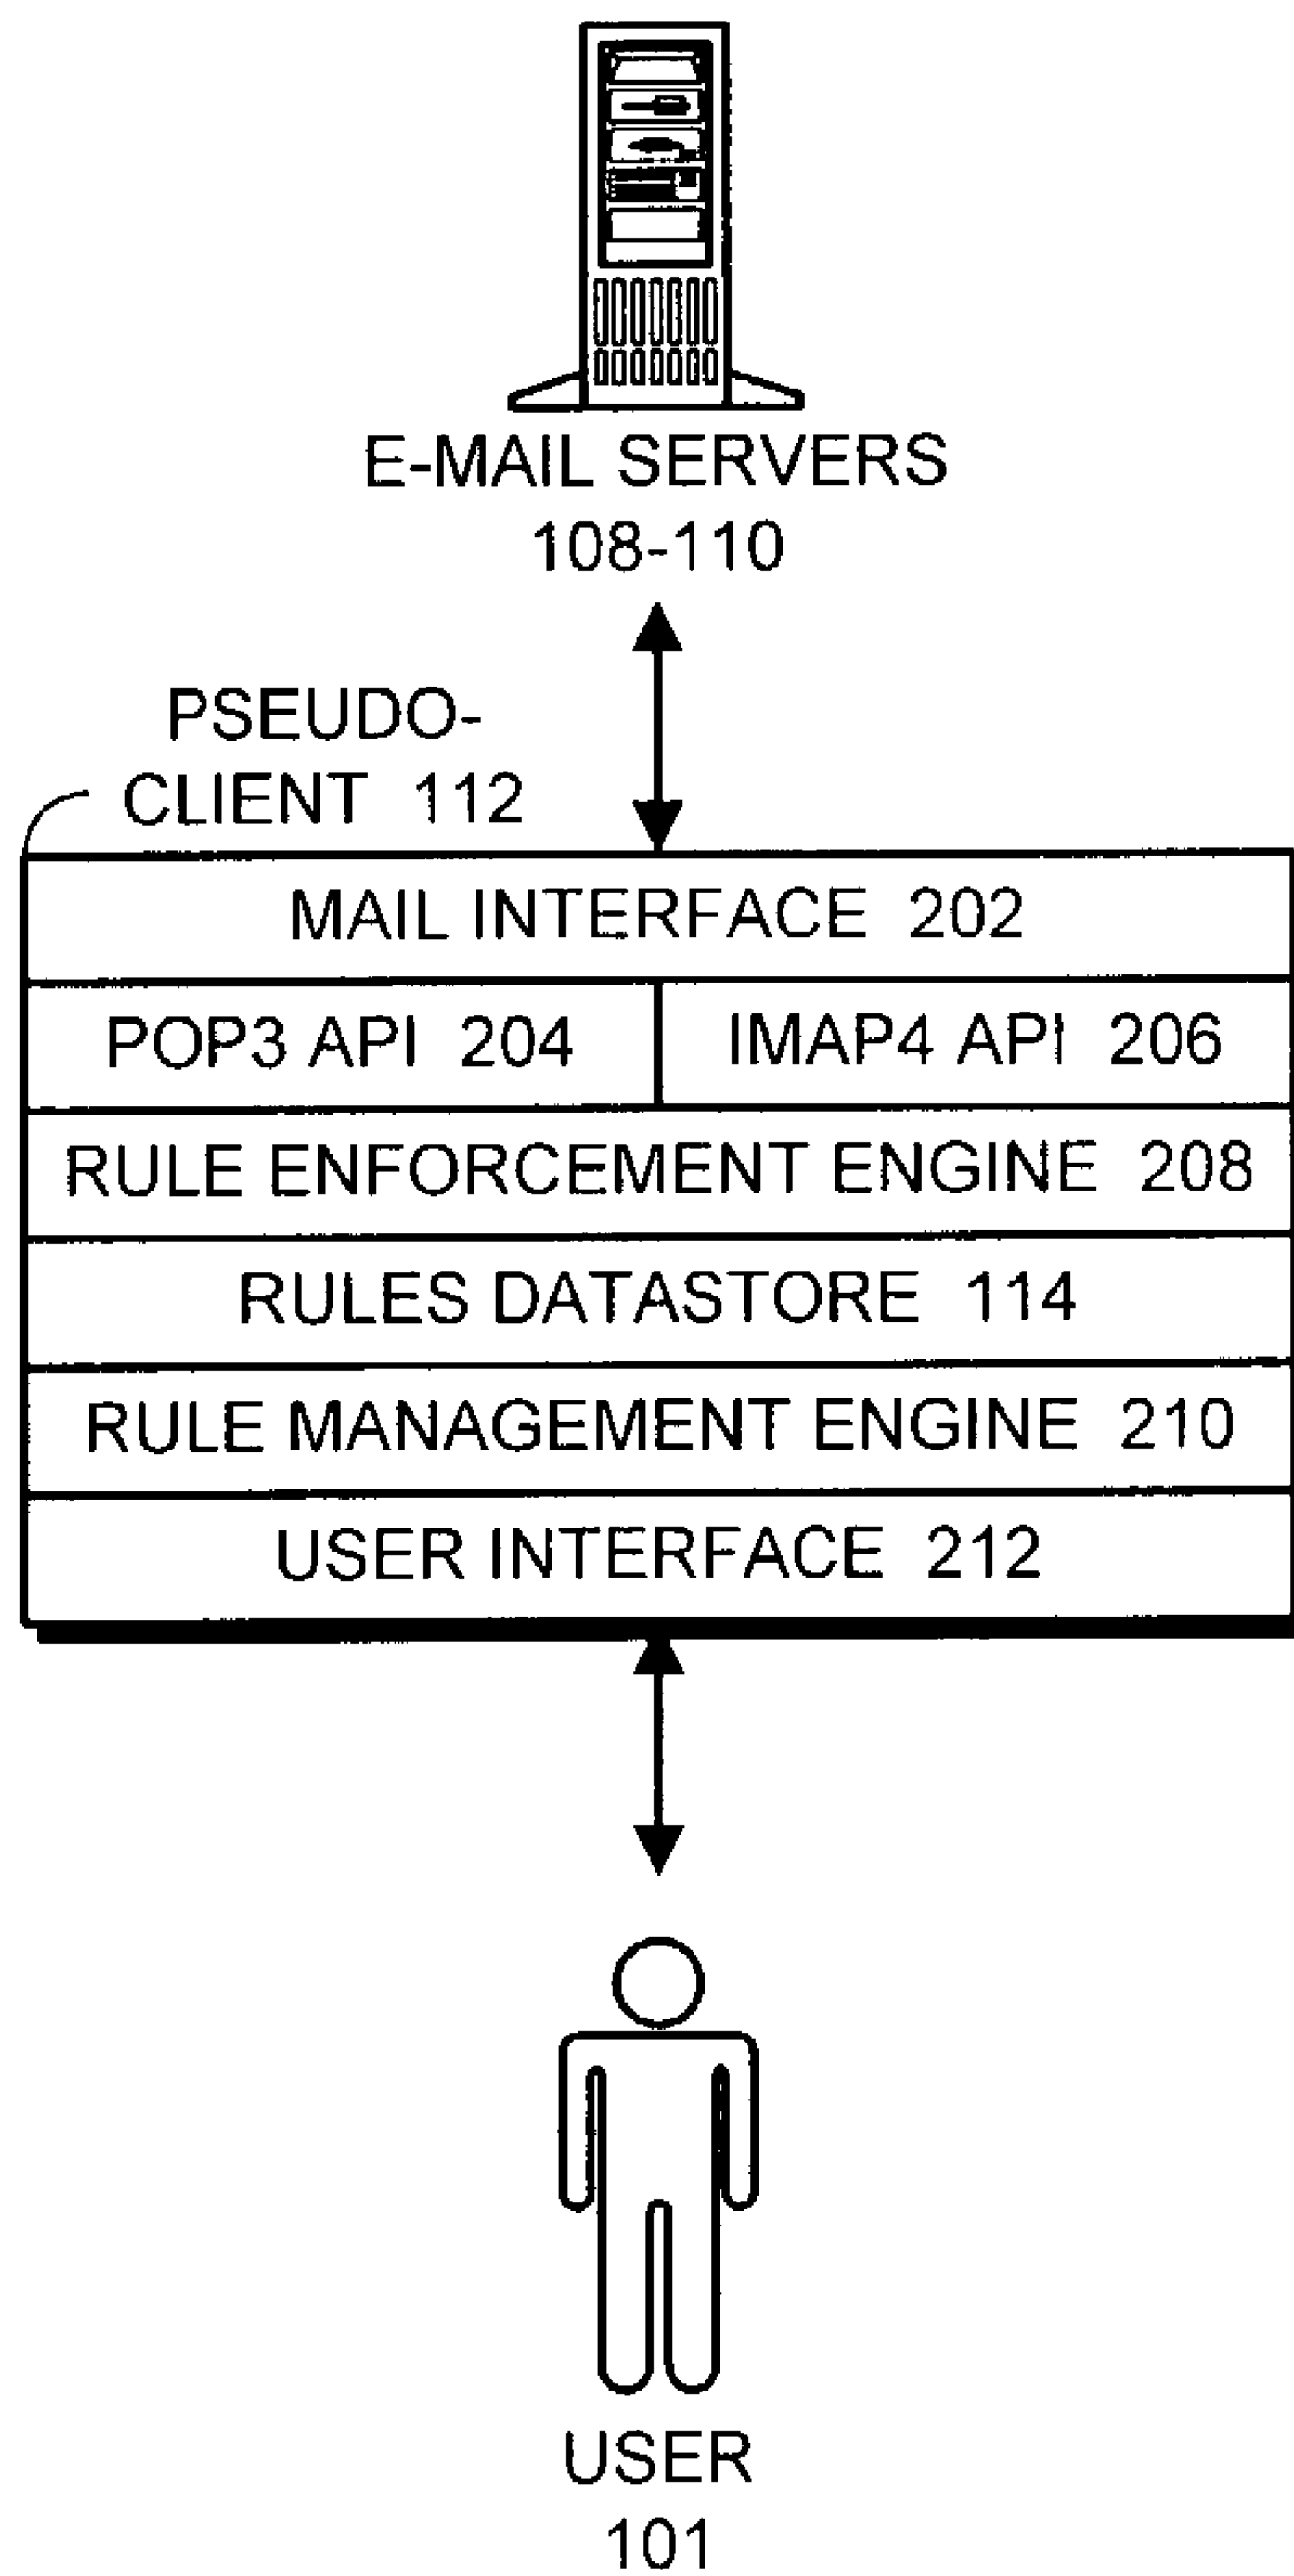 E-MAIL SERVERS
108-110
PSEUDO-
CLIENT 112
MAIL INTERFACE 202
POP3 API 204
IMAP4 API 206
RULE ENFORCEMENT ENGINE 208
RULES DATASTORE 114
RULE MANAGEMENT ENGINE 210
USER INTERFACE 212
USER
101